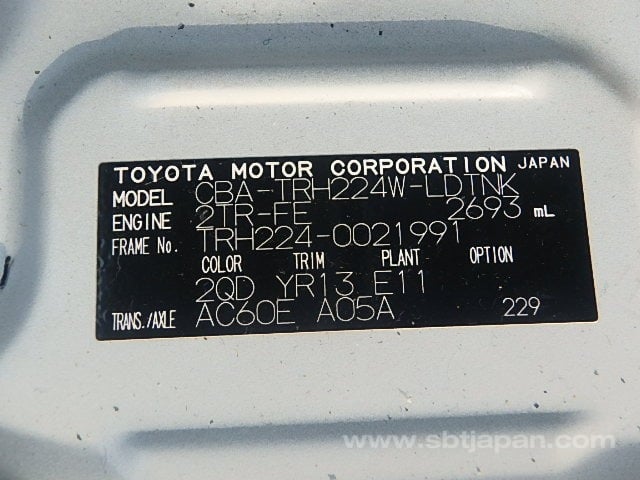 TOYOTA MOTOR CORPORATION JAPAN
MODEL CBA-TRH224W-LDTNK
ENGINE 2TR-FE 2693 mL
FRAME No. TRH224-0021991
COLOR TRIM PLANT OPTION
2QD YR13 E11
TRANS./AXLE AC60E A05A 229
www.sbtjapan.com